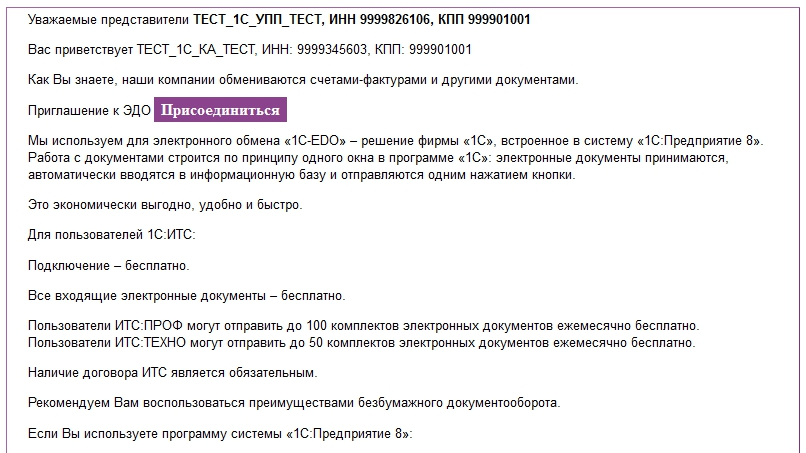 Уважаемые представители ТЕСТ_1С_УПП_ТЕСТ, ИНН 9999826106, КПП 999901001
Вас приветствует ТЕСТ_1С_КА_ТЕСТ, ИНН: 9999345603, КПП: 999901001
Как Вы знаете, наши компании обмениваются счетами-фактурами и другими документами.
Приглашение к ЭДО Присоединиться
Мы используем для электронного обмена «1С-EDO» – решение фирмы «1С», встроенное в систему «1С:Предприятие 8».
Работа с документами строится по принципу одного окна в программе «1С»: электронные документы принимаются,
автоматически вводятся в информационную базу и отправляются одним нажатием кнопки.
Это экономически выгодно, удобно и быстро.
Для пользователей 1С:ИТС:
Подключение – бесплатно.
Все входящие электронные документы – бесплатно.
Пользователи ИТС:ПРОФ могут отправить до 100 комплектов электронных документов ежемесячно бесплатно.
Пользователи ИТС:ТЕХНО могут отправить до 50 комплектов электронных документов ежемесячно бесплатно.
Наличие договора ИТС является обязательным.
Рекомендуем Вам воспользоваться преимуществами безбумажного документооборота.
Если Вы используете программу системы «1С:Предприятие 8»: